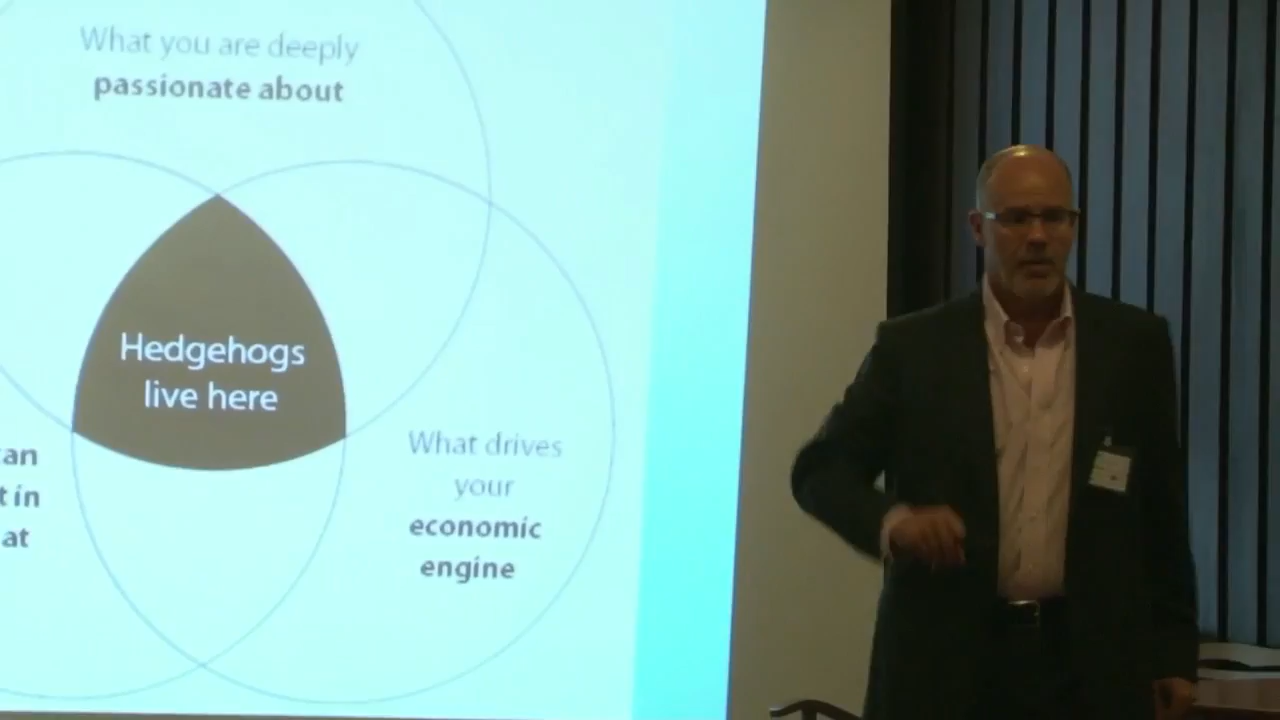 What you are deeply
passionate about
Hedgehogs
live here
an
t in
at
What drives
your
economic
engine